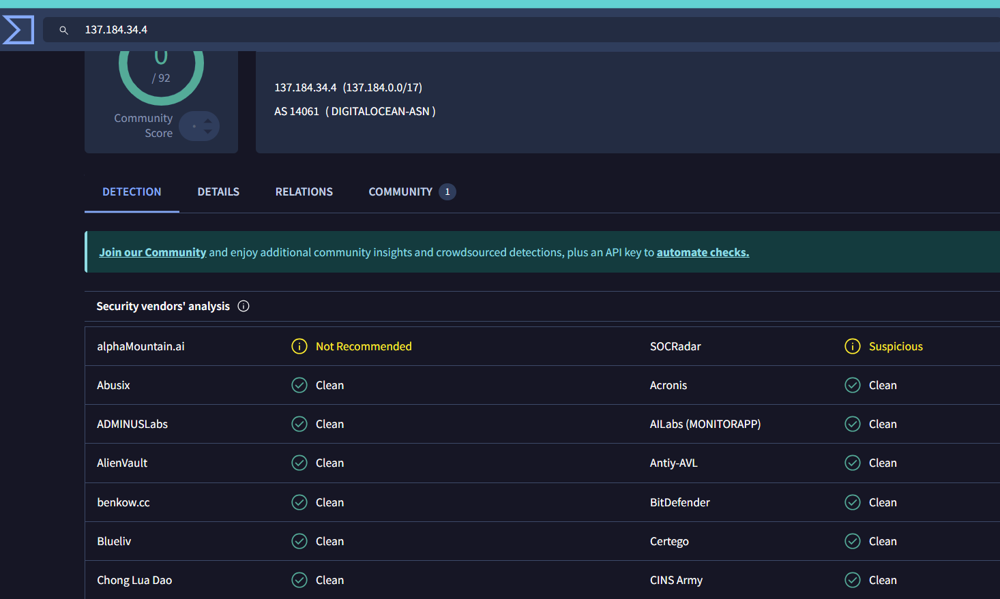 137.184.34.4
0
/ 92
Community
Score
137.184.34.4 (137.184.0.0/17)
AS 14061 ( DIGITALOCEAN-ASN )
DETECTION DETAILS RELATIONS COMMUNITY 1
Join our Community and enjoy additional community insights and crowdsourced detections, plus an API key to automate checks.
Security vendors' analysis
alphaMountain.ai Not Recommended SOCRadar Suspicious
Abusix Clean Acronis Clean
ADMINUSLabs Clean AILabs (MONITORAPP) Clean
AlienVault Clean Antiy-AVL Clean
benkow.cc Clean BitDefender Clean
Blueliv Clean Certego Clean
Chong Lua Dao Clean CINS Army Clean